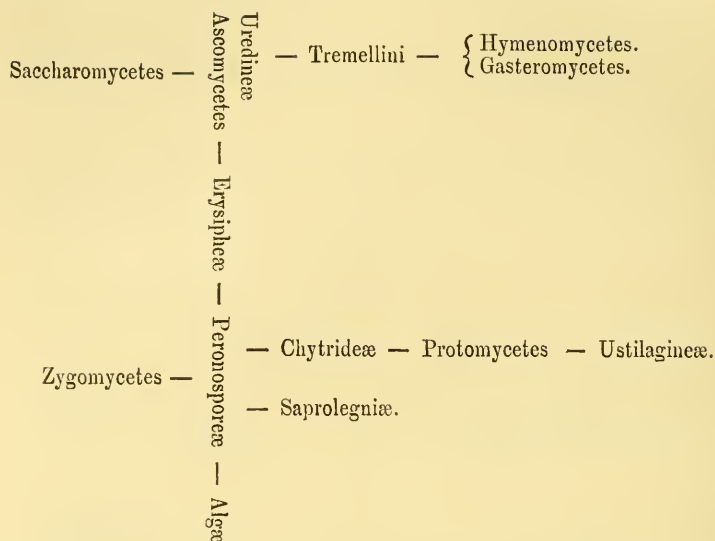 Saccharomycetes —
Uredineæ
Ascomycetes — Erysipheæ — Peronosporeæ — Algæ
— Tremellini — { Hymenomycetes.
Gasteromycetes.
Zygomycetes —
— Chytrideæ — Protomycetes — Ustilagineæ.
— Saprolegniæ.